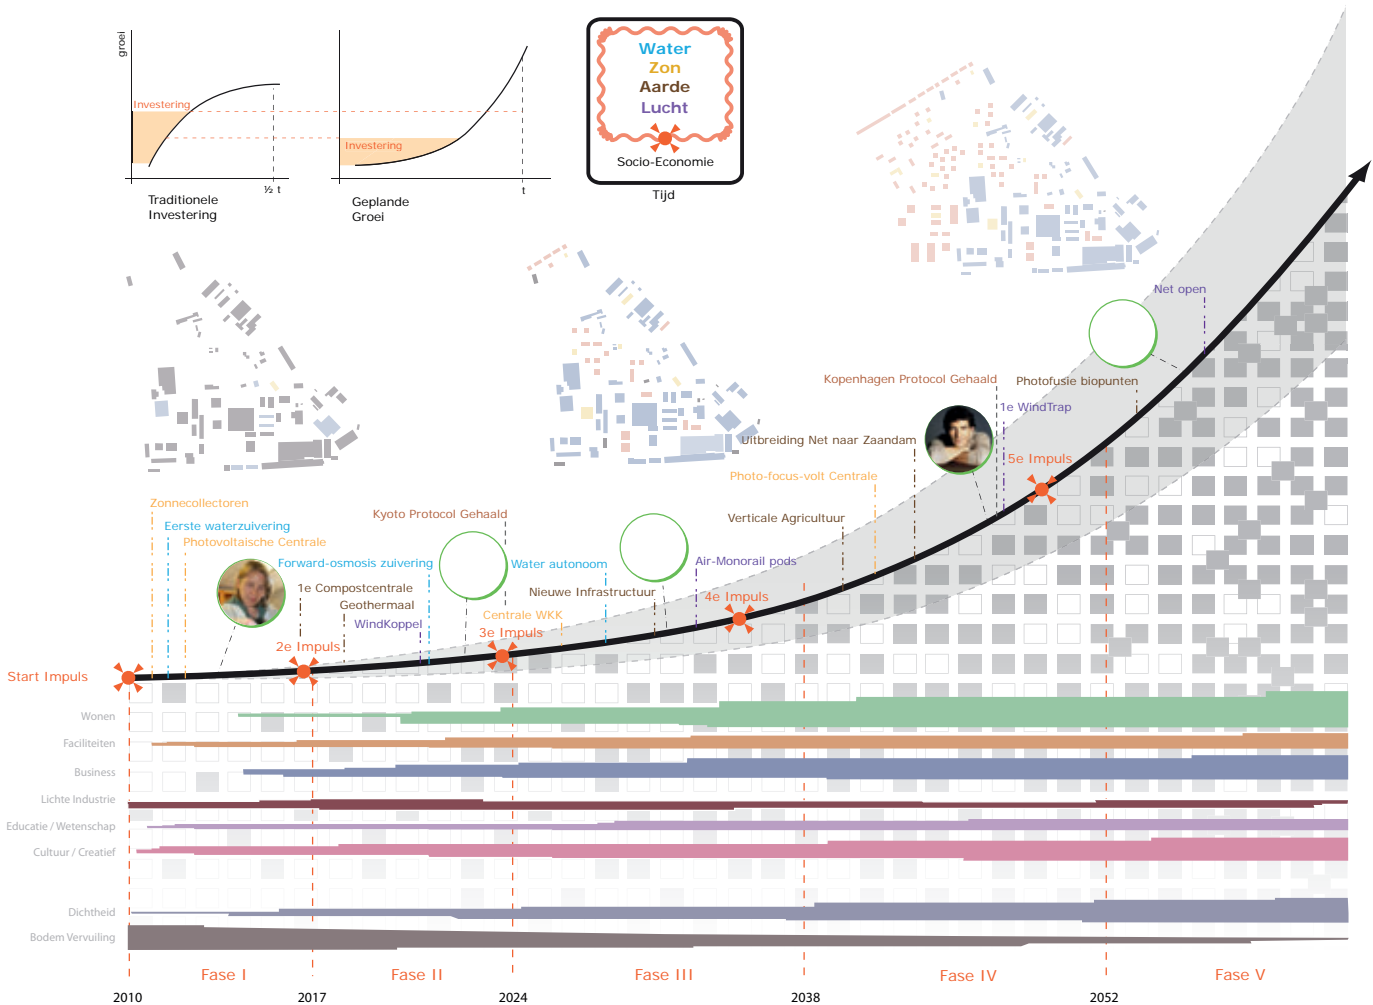 groei
Investering
½ t
Traditionele
Investering
Investering
t
Geplande
Groei
Water
Zon
Aarde
Lucht
Socio-Economie
Tijd
Net open
Kopenhagen Protocol Gehaald
Photofusie biopunten
1e WindTrap
Uitbreiding Net naar Zaandam
5e Impuls
Photo-focus-volt Centrale
Zonnecollectoren
Kyoto Protocol Gehaald
Verticale Agricultuur
Eerste waterzuivering
Photovoltaische Centrale
Forward-osmosis zuivering
Water autonoom
Air-Monorail pods
1e Compostcentrale
Nieuwe Infrastructuur
4e Impuls
Geothermaal
Centrale WKK
WindKoppel
3e Impuls
2e Impuls
Start Impuls
Wonen
Faciliteiten
Business
Lichte Industrie
Educatie / Wetenschap
Cultuur / Creatief
Dichtheid
Bodem Vervuiling
Fase I
Fase II
Fase III
Fase IV
Fase V
2010
2017
2024
2038
2052